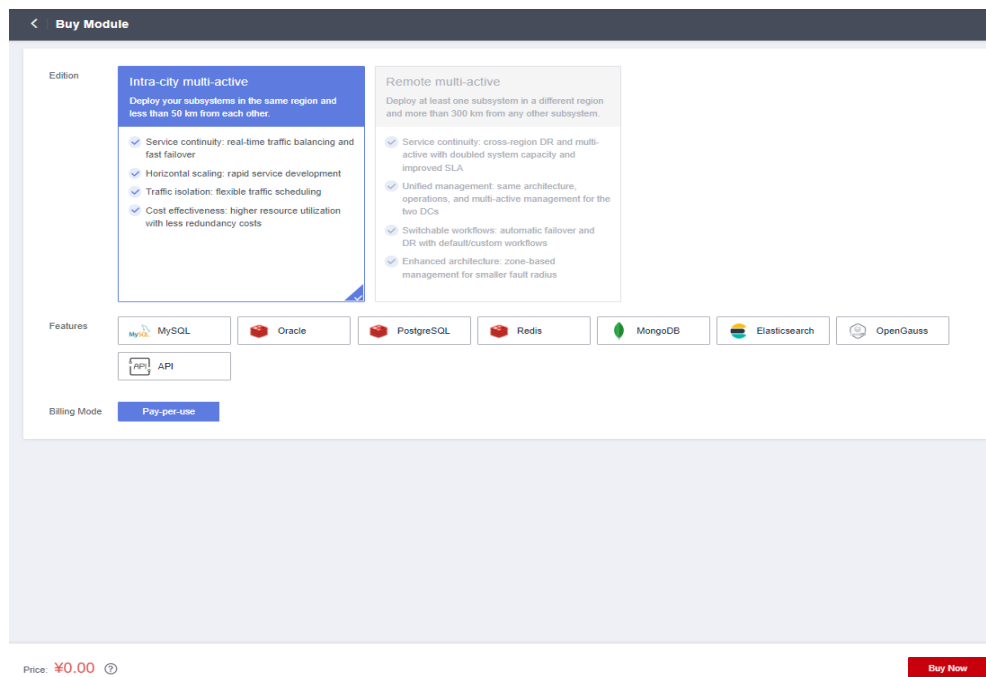 Buy Module
Edition
Intra-city multi-active
Deploy your subsystems in the same region and
less than 50 km from each other.
Service continuity: real-time traffic balancing and
fast failover
Horizontal scaling: rapid service development
Traffic isolation: flexible traffic scheduling
Cost effectiveness: higher resource utilization
with less redundancy costs
Remote multi-active
Deploy at least one subsystem in a different region
and more than 300 km from any other subsystem.
Service continuity: cross-region DR and multi-
active with doubled system capacity and
improved SLA
Unified management: same architecture,
operations, and multi-active management for the
two DCs
Switchable workflows: automatic failover and
DR with default/custom workflows
Enhanced architecture: zone-based
management for smaller fault radius
Features
MySQL MySQL
Oracle
PostgreSQL
Redis
MongoDB
Elasticsearch
OpenGauss
API API
Billing Mode
Pay-per-use
Price: ¥0.00 ?
Buy Now